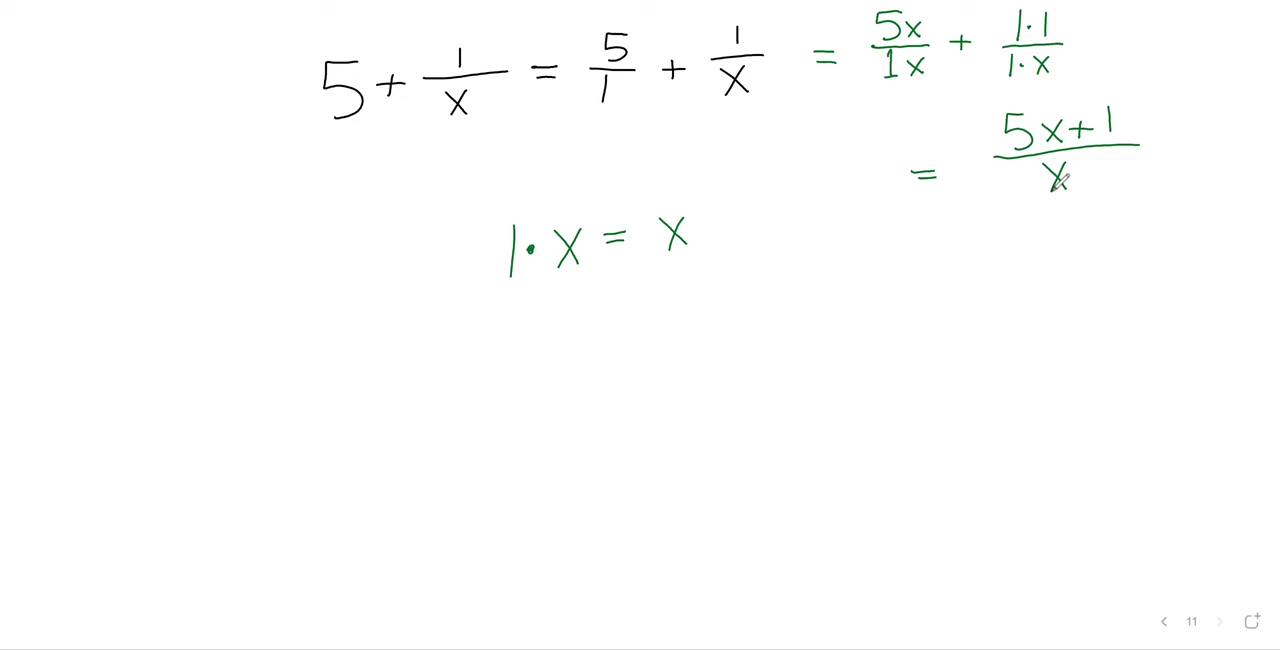 5 + 1/x = 5/1 + 1/x = 5x/1x + 1·1/1·x
= 5x+1/x
1·x = x
< 11 >